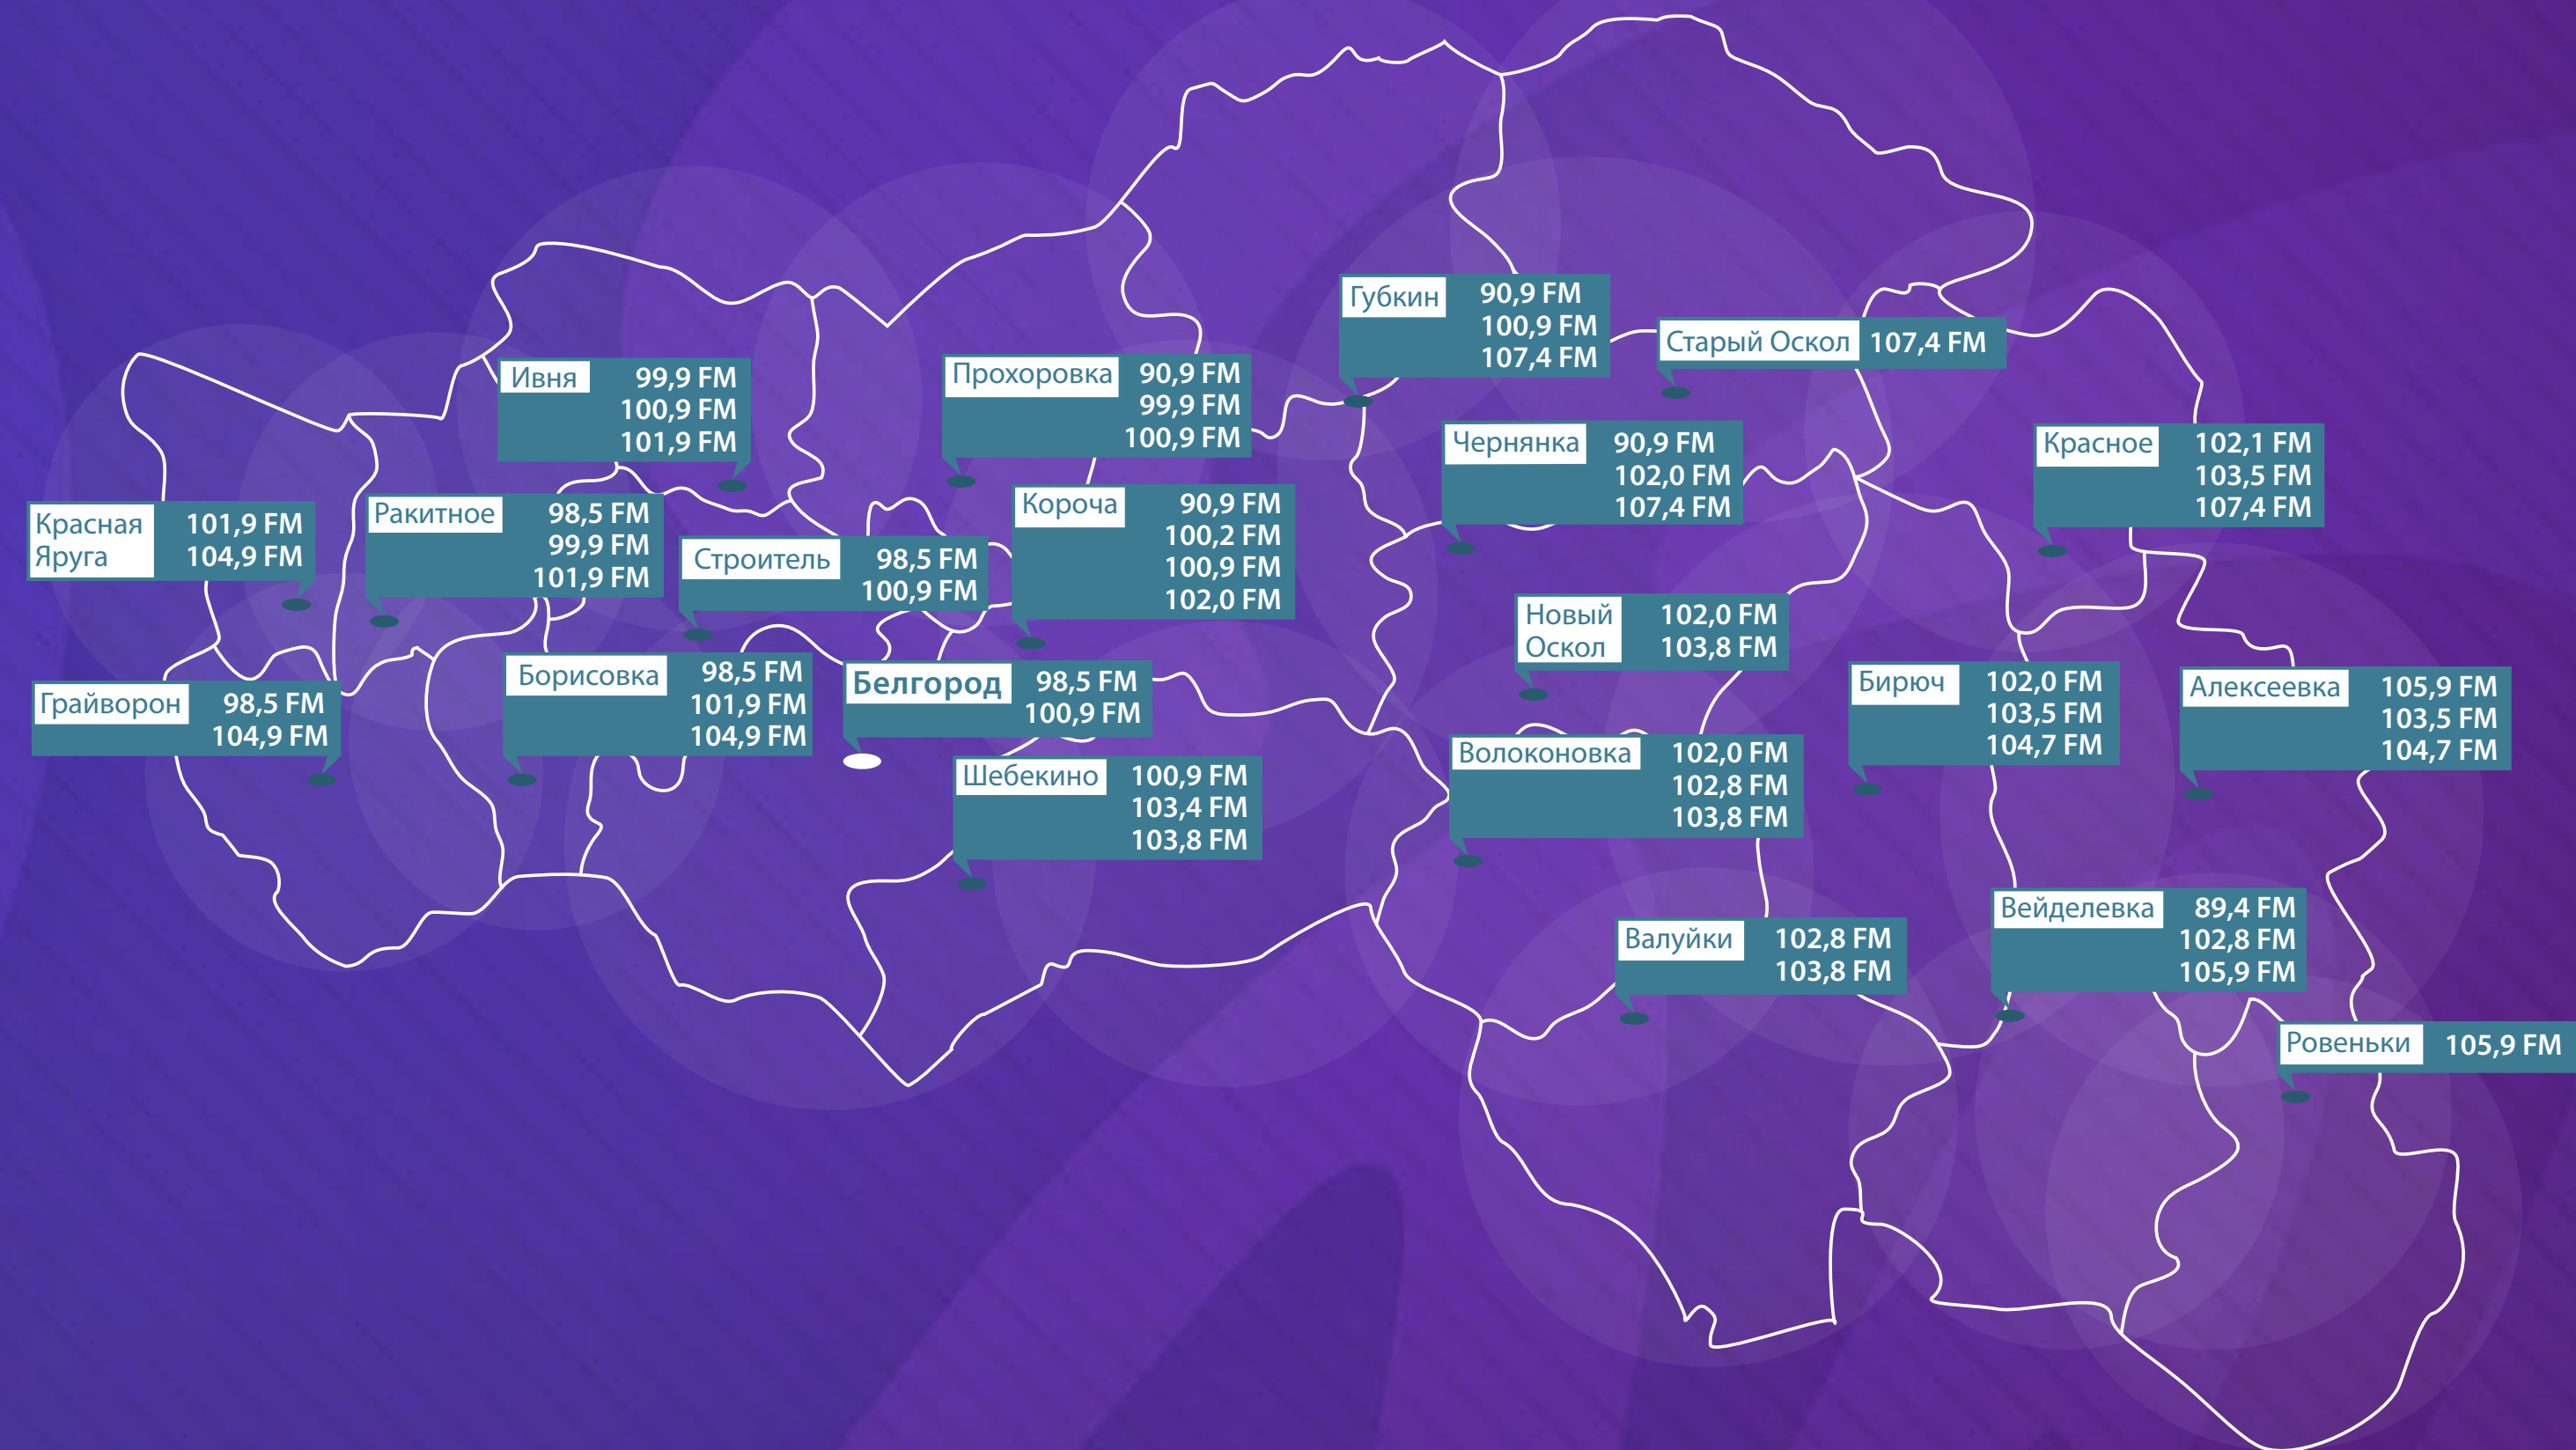 Губкин 90,9 FM
100,9 FM
107,4 FM
Старый Оскол 107,4 FM
Ивня 99,9 FM
100,9 FM
101,9 FM
Прохоровка 90,9 FM
99,9 FM
100,9 FM
Чернянка 90,9 FM
102,0 FM
107,4 FM
Красное 102,1 FM
103,5 FM
107,4 FM
Красная Яруга
101,9 FM
104,9 FM
Ракитное 98,5 FM
99,9 FM
101,9 FM
Строитель 98,5 FM
100,9 FM
Короча 90,9 FM
100,2 FM
100,9 FM
102,0 FM
Новый Оскол
102,0 FM
103,8 FM
Грайворон 98,5 FM
104,9 FM
Борисовка 98,5 FM
101,9 FM
104,9 FM
Белгород 98,5 FM
100,9 FM
Шебекино 100,9 FM
103,4 FM
103,8 FM
Волоконовка 102,0 FM
102,8 FM
103,8 FM
Бирюч 102,0 FM
103,5 FM
104,7 FM
Алексеевка 105,9 FM
103,5 FM
104,7 FM
Валуйки 102,8 FM
103,8 FM
Вейделевка 89,4 FM
102,8 FM
105,9 FM
Ровеньки 105,9 FM